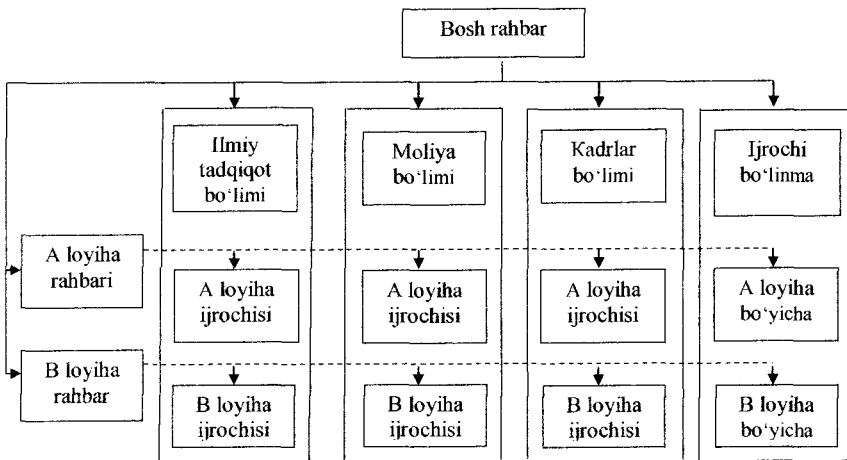 Bosh rahbar
Ilmiy
tadqiqot
bo‘limi
Moliya
bo‘limi
Kadrlar
bo‘limi
Ijrochi
bo‘linma
A loyiha
rahbari
A loyiha
ijrochisi
A loyiha
ijrochisi
A loyiha
ijrochisi
A loyiha
bo‘yicha
B loyiha
rahbar
B loyiha
ijrochisi
B loyiha
ijrochisi
B loyiha
ijrochisi
B loyiha
bo‘yicha